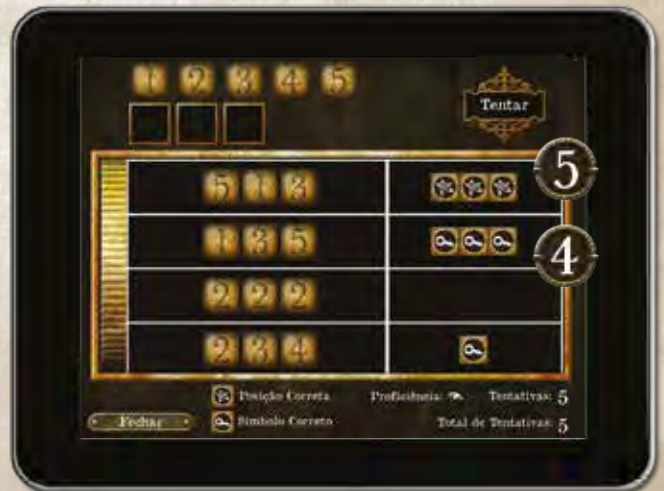 1 2 3 4 5
Tentar
5 1 3
5
1 3 5
4
2 2 2
2 3 4
Posição Correta
Proficiência:
Tentativas: 5
Fechar
Símbolo Correto
Total de Tentativas: 5